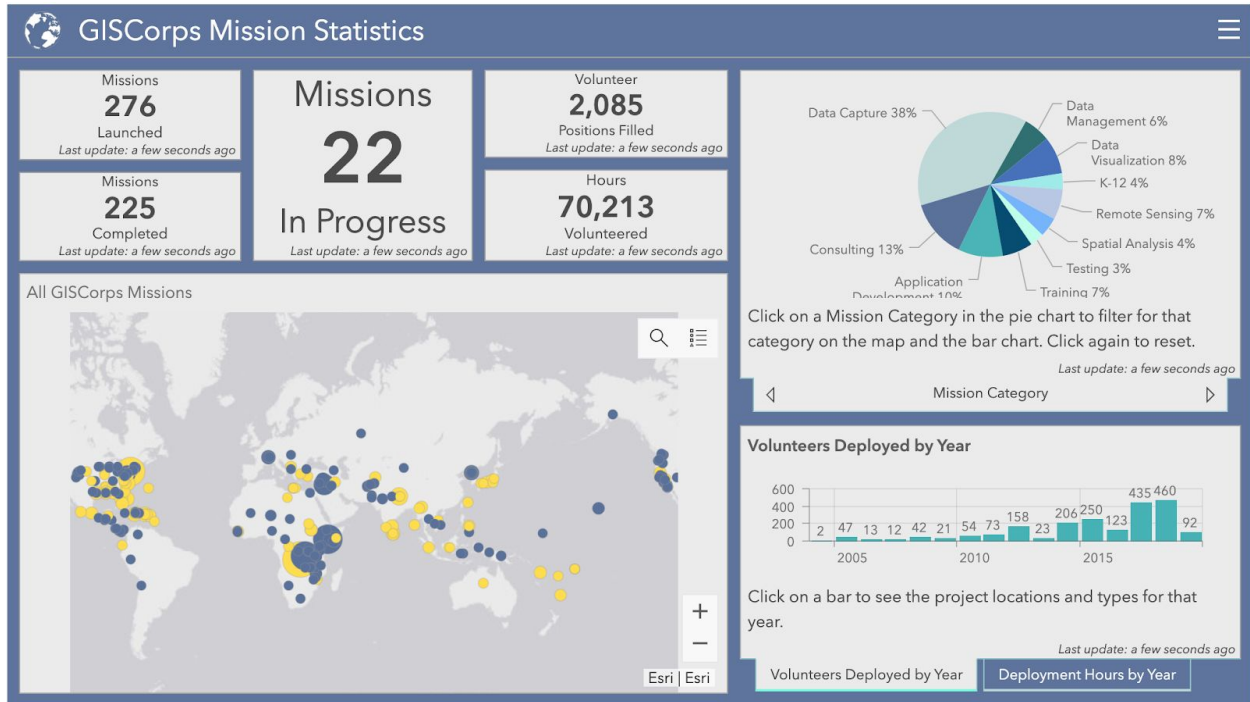 GISCorps Mission Statistics
Missions
276
Launched
Last update: a few seconds ago
Missions
225
Completed
Last update: a few seconds ago
Missions
22
In Progress
Last update: a few seconds ago
Volunteer
2,085
Positions Filled
Last update: a few seconds ago
Hours
70,213
Volunteered
Last update: a few seconds ago
All GISCorps Missions
Esri | Esri
Data Capture 38%
Data
Management 6%
Data
Visualization 8%
K-12 4%
Remote Sensing 7%
Spatial Analysis 4%
Testing 3%
Training 7%
Application
Development 10%
Consulting 13%
Click on a Mission Category in the pie chart to filter for that
category on the map and the bar chart. Click again to reset.
Last update: a few seconds ago
Mission Category
Volunteers Deployed by Year
600
400
200
0
2 47 13 12 42 21 54 73 158 23 206 250 123 435 460 92
2005 2010 2015
Click on a bar to see the project locations and types for that
year.
Last update: a few seconds ago
Volunteers Deployed by Year
Deployment Hours by Year